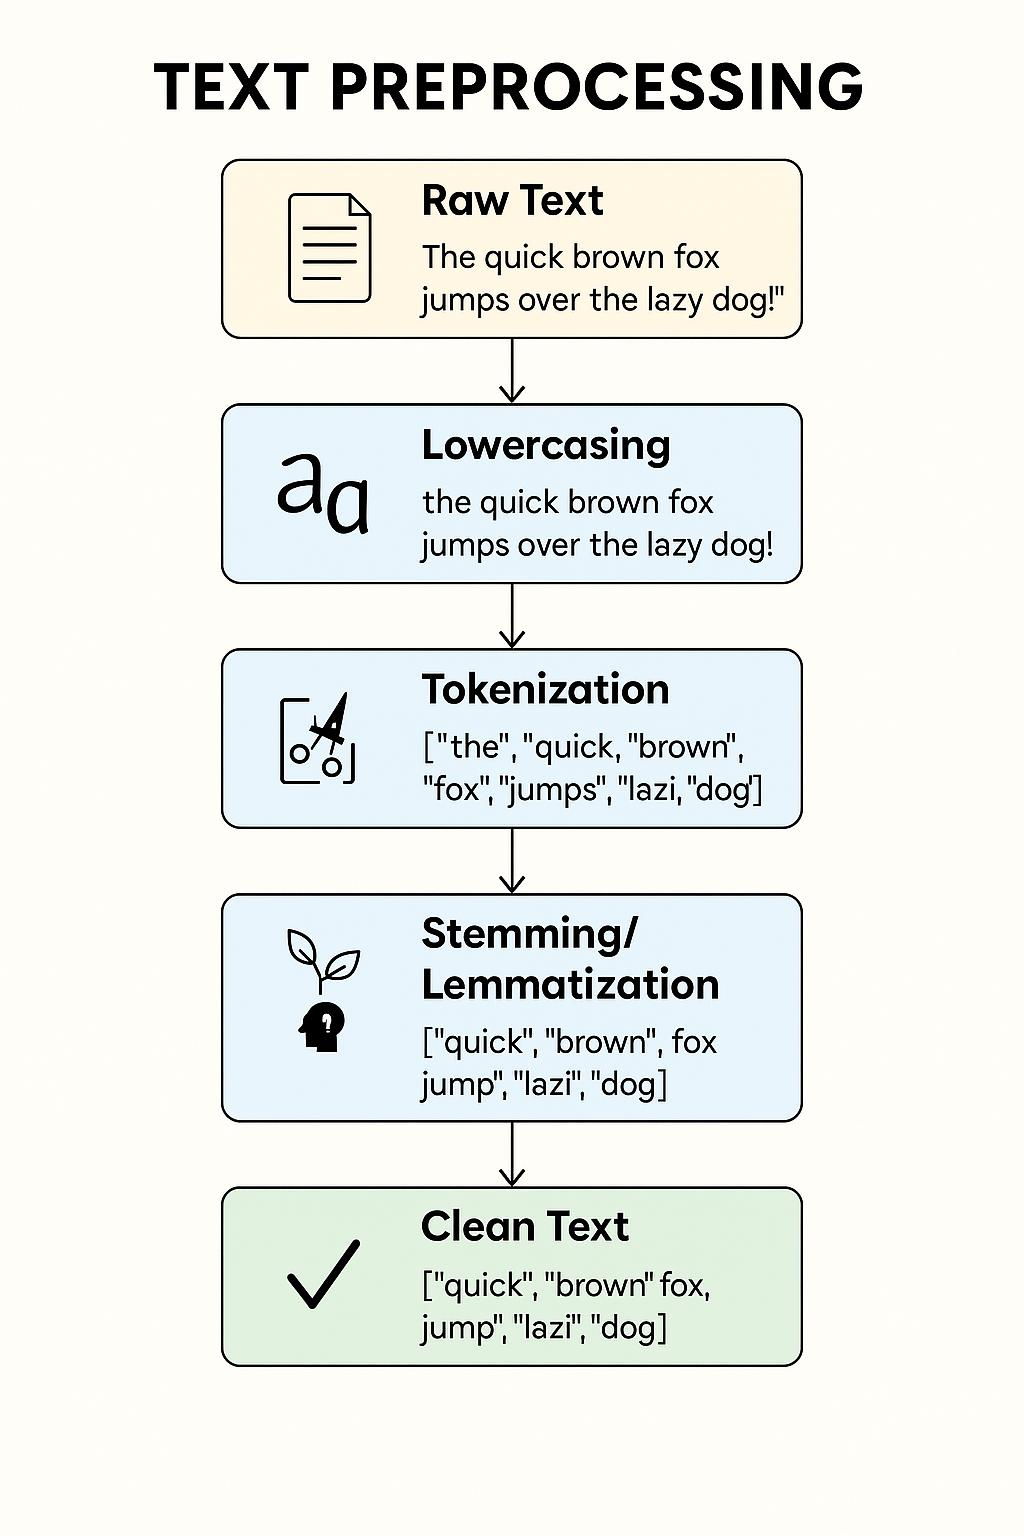 TEXT PREPROCESSING
Raw Text
The quick brown fox
jumps over the lazy dog!"
Lowercasing
aa
the quick brown fox
jumps over the lazy dog!
Tokenization
["the", "quick, "brown",
"fox", "jumps", "lazi, "dog']
Stemming/
Lemmatization
["quick", "brown", fox
jump", "lazi", "dog]
?
Clean Text
["quick", "brown" fox,
jump", "lazi", "dog]